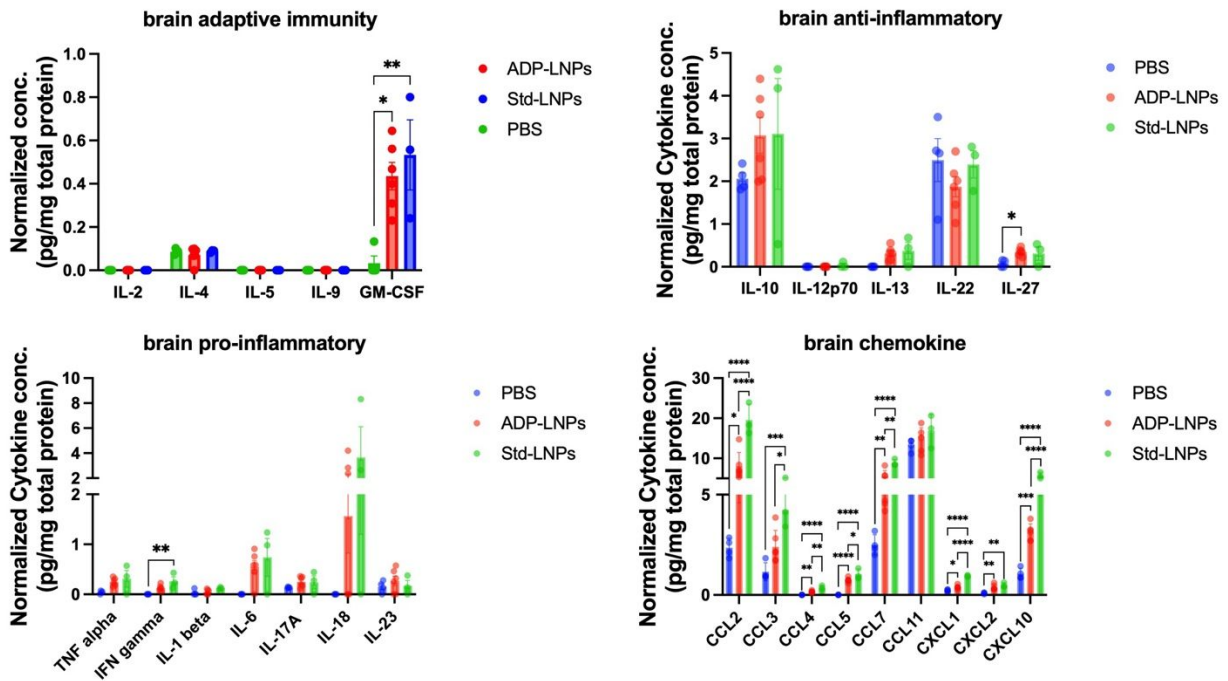 brain adaptive immunity
Normalized conc.
(pg/mg total protein)
1.0
0.8
0.6
0.4
0.2
0.0
**
*
IL-2
IL-4
IL-5
IL-9
GM-CSF
ADP-LNPs
Std-LNPs
PBS
brain anti-inflammatory
Normalized Cytokine conc.
(pg/mg total protein)
5
4
3
2
1
0
*
IL-10
IL-12p70
IL-13
IL-22
IL-27
PBS
ADP-LNPs
Std-LNPs
brain pro-inflammatory
Normalized Cytokine conc.
(pg/mg total protein)
10
8
6
4
2
2
1
0
**
TNF alpha
IFN gamma
IL-1 beta
IL-6
IL-17A
IL-18
IL-23
PBS
ADP-LNPs
Std-LNPs
brain chemokine
Normalized Cytokine conc.
(pg/mg total protein)
30
20
10
5
0
****
****
*
***
*
****
**
**
****
*
****
****
**
**
****
****
*
**
**
****
****
***
CCL2
CCL3
CCL4
CCL5
CCL7
CCL11
CXCL1
CXCL2
CXCL10
PBS
ADP-LNPs
Std-LNPs